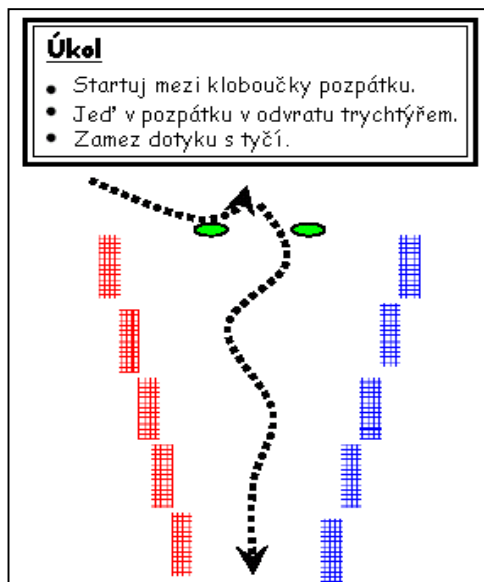 Úkol
• Startuj mezi kloboučky pozpátku.
• Jeď v pozpátku v odvratu trychtýřem.
• Zamez dotyku s tyčí.